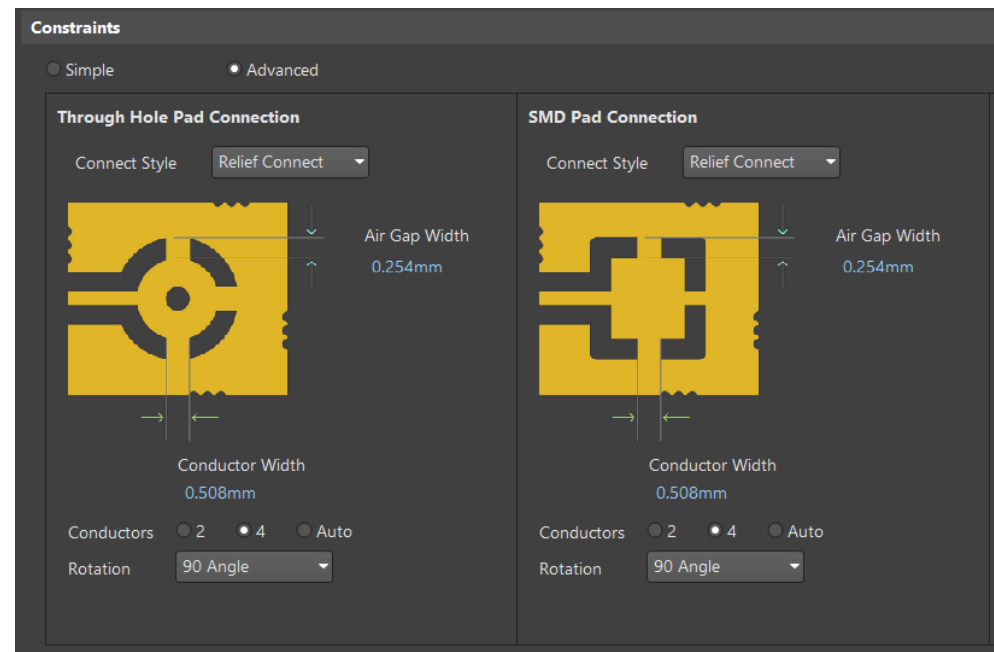 Constraints
Simple
Advanced
Through Hole Pad Connection
Connect Style
Relief Connect
Air Gap Width
0.254mm
Conductor Width
0.508mm
Conductors
2
4
Auto
Rotation
90 Angle
SMD Pad Connection
Connect Style
Relief Connect
Air Gap Width
0.254mm
Conductor Width
0.508mm
Conductors
2
4
Auto
Rotation
90 Angle